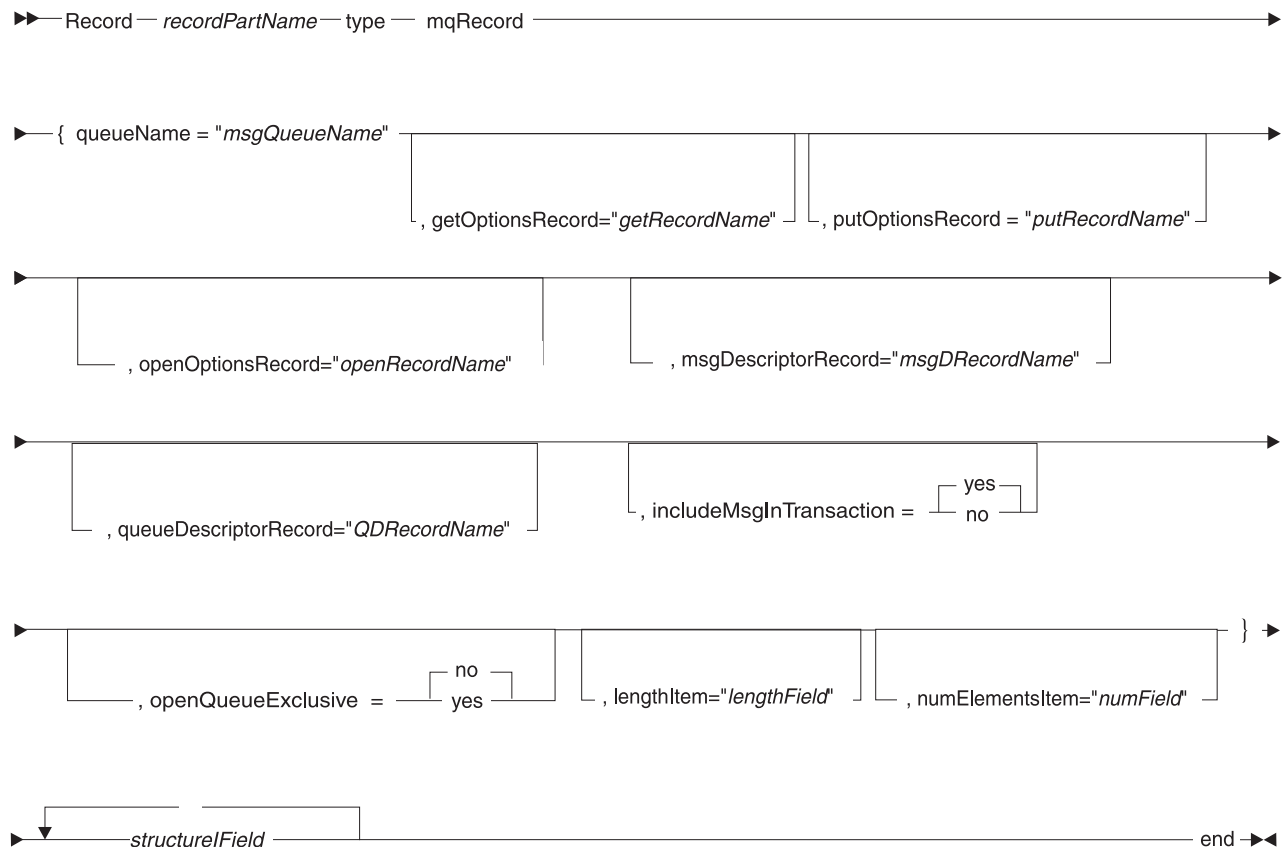 Record recordPartName type mqRecord
{ queueName = "msgQueueName"
, getOptionsRecord="getRecordName" , putOptionsRecord = "putRecordName"
, openOptionsRecord="openRecordName" , msgDescriptorRecord="msgDRecordName"
yes
, queueDescriptorRecord="QDRecordName" , includeMsgInTransaction = no
}
no
, openQueueExclusive = yes , lengthItem="lengthField" , numElementsItem="numField"
structureIField end